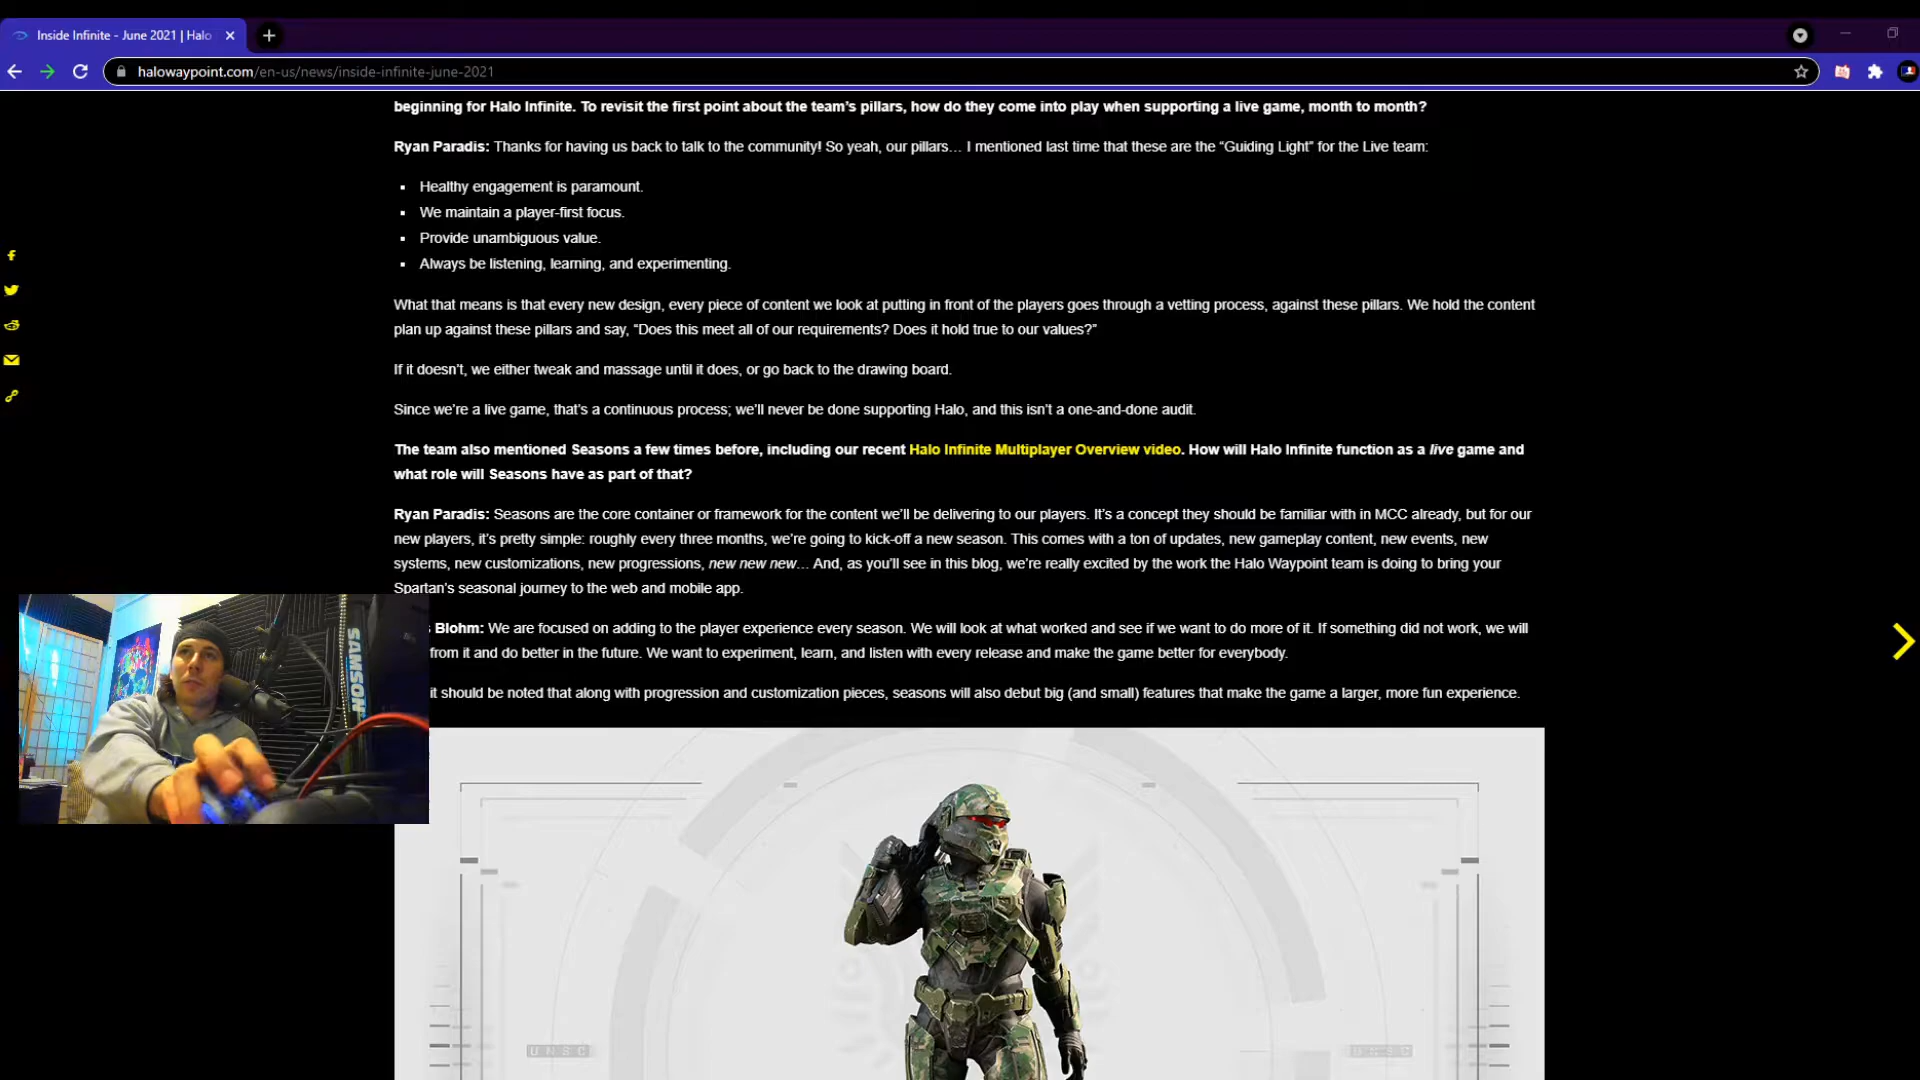 Inside Infinite - June 2021 | Halo
halowaypoint.com/en-us/news/inside-infinite-june-2021
beginning for Halo Infinite. To revisit the first point about the team's pillars, how do they come into play when supporting a live game, month to month?
Ryan Paradis: Thanks for having us back to talk to the community! So yeah, our pillars… I mentioned last time that these are the “Guiding Light” for the Live team:
▪ Healthy engagement is paramount.
▪ We maintain a player-first focus.
▪ Provide unambiguous value.
▪ Always be listening, learning, and experimenting.
What that means is that every new design, every piece of content we look at putting in front of the players goes through a vetting process, against these pillars. We hold the content
plan up against these pillars and say, “Does this meet all of our requirements? Does it hold true to our values?”
If it doesn't, we either tweak and massage until it does, or go back to the drawing board.
Since we're a live game, that's a continuous process; we'll never be done supporting Halo, and this isn't a one-and-done audit.
The team also mentioned Seasons a few times before, including our recent Halo Infinite Multiplayer Overview video. How will Halo Infinite function as a live game and
what role will Seasons have as part of that?
Ryan Paradis: Seasons are the core container or framework for the content we'll be delivering to our players. It's a concept they should be familiar with in MCC already, but for our
new players, it's pretty simple: roughly every three months, we're going to kick-off a new season. This comes with a ton of updates, new gameplay content, new events, new
systems, new customizations, new progressions, new new new… And, as you'll see in this blog, we're really excited by the work the Halo Waypoint team is doing to bring your
Spartan's seasonal journey to the web and mobile app.
s Blohm: We are focused on adding to the player experience every season. We will look at what worked and see if we want to do more of it. If something did not work, we will
from it and do better in the future. We want to experiment, learn, and listen with every release and make the game better for everybody.
it should be noted that along with progression and customization pieces, seasons will also debut big (and small) features that make the game a larger, more fun experience.
SAMSON
UNSC
UNSC